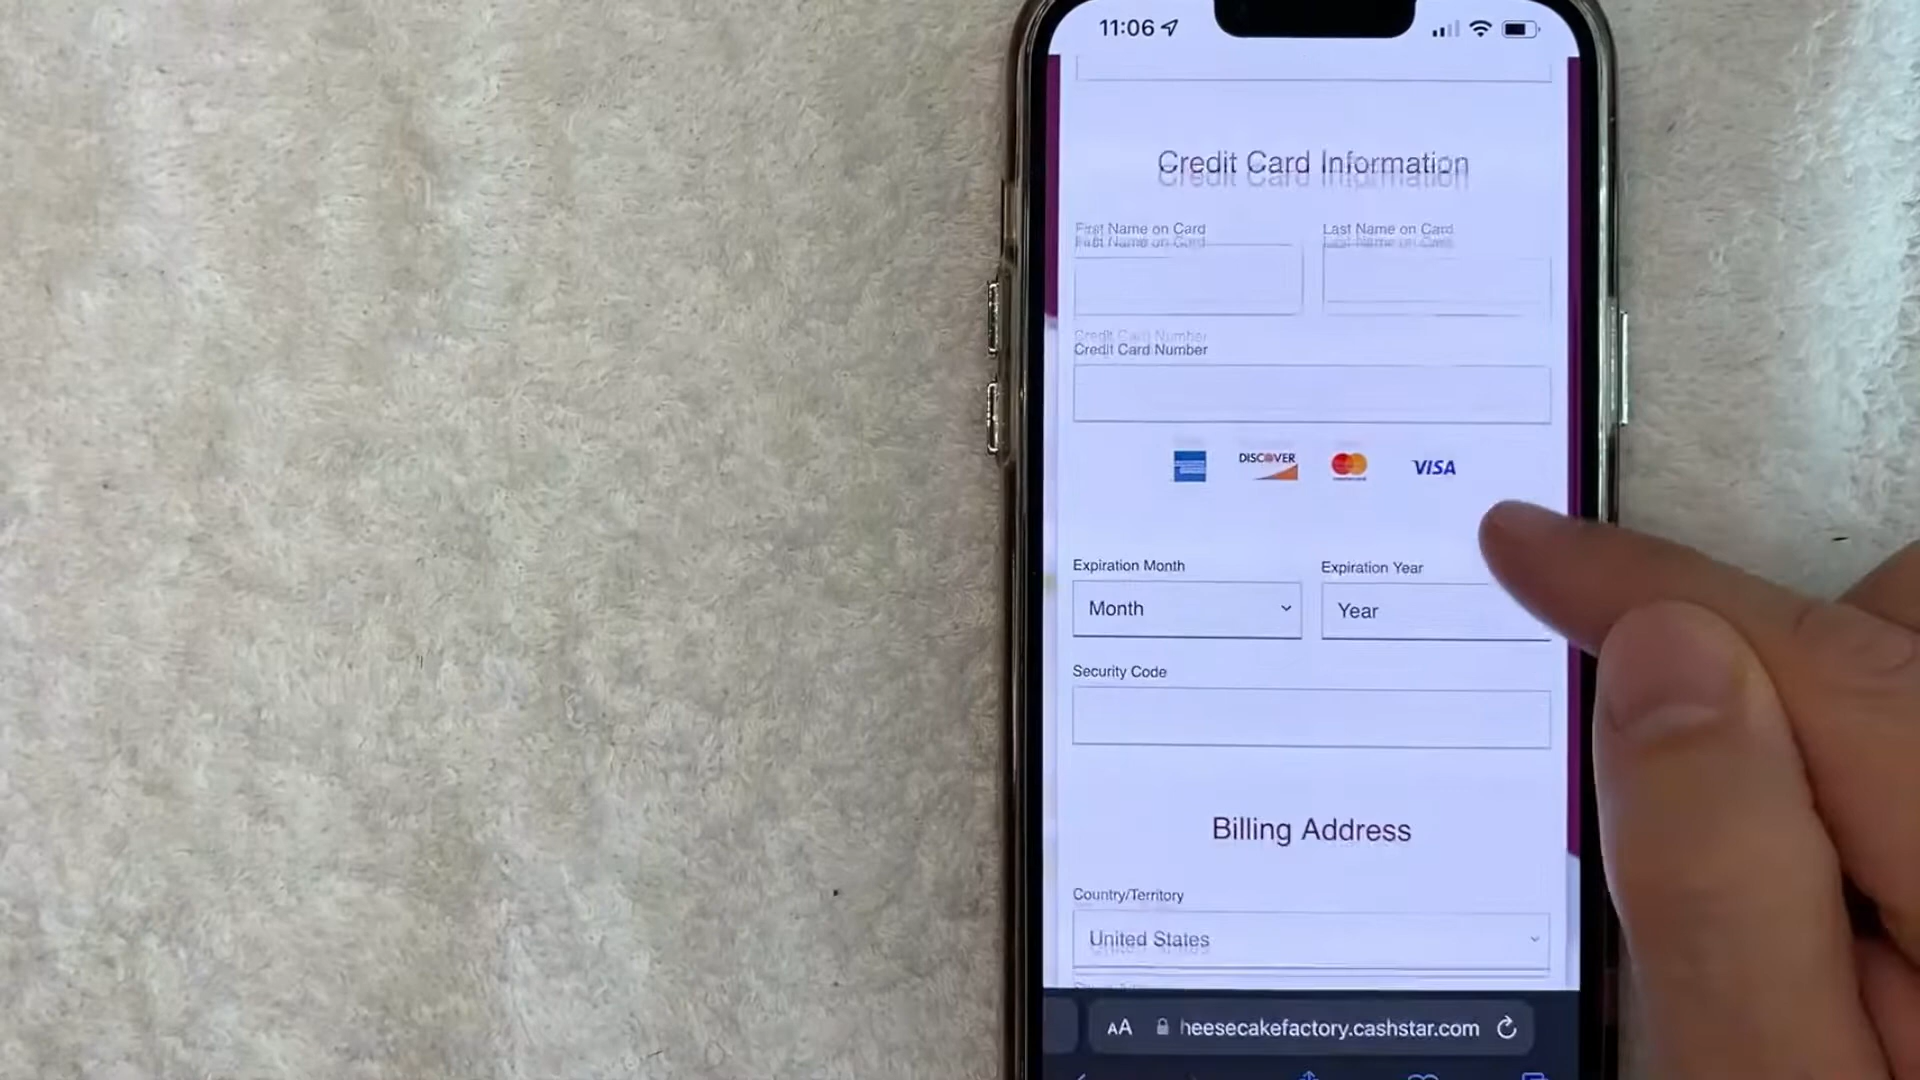 11:06
Credit Card Information
First Name on Card Last Name on Card
Credit Card Number
DISCOVER VISA
Expiration Month Expiration Year
Month Year
Security Code
Billing Address
Country/Territory
United States
AA heesecakefactory.cashstar.com